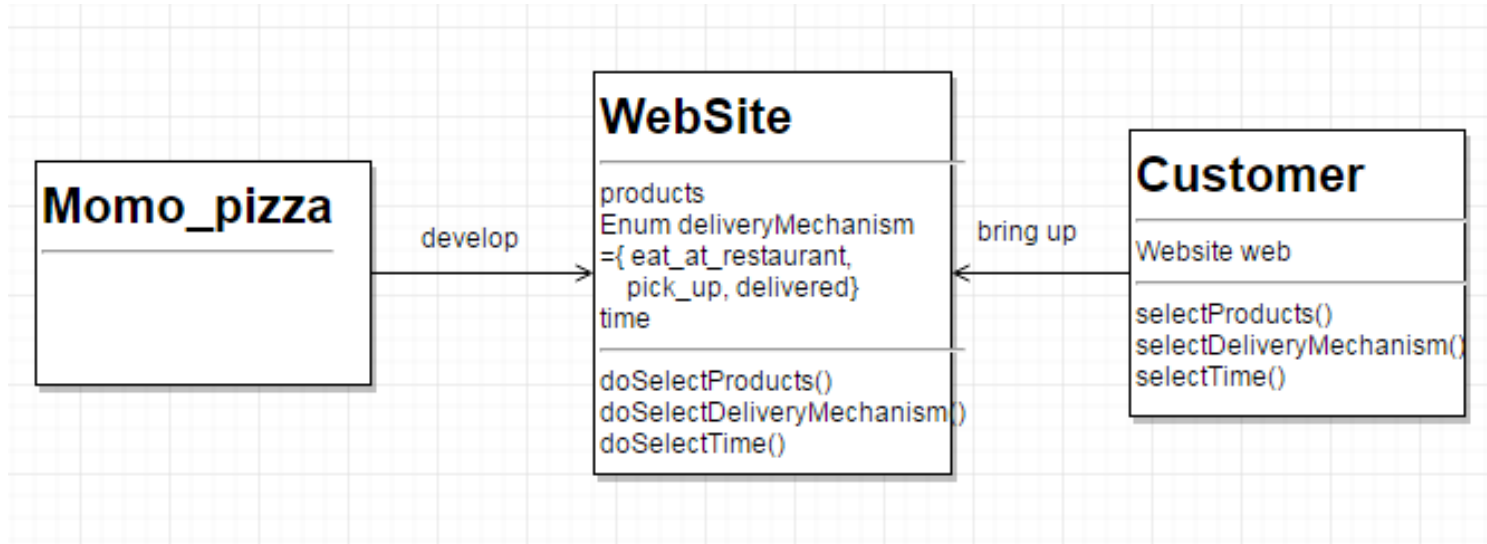 Momo_pizza
develop
WebSite
products
Enum deliveryMechanism
={ eat_at_restaurant,
pick_up, delivered}
time
doSelectProducts()
doSelectDeliveryMechanism()
doSelectTime()
bring up
Customer
Website web
selectProducts()
selectDeliveryMechanism()
selectTime()